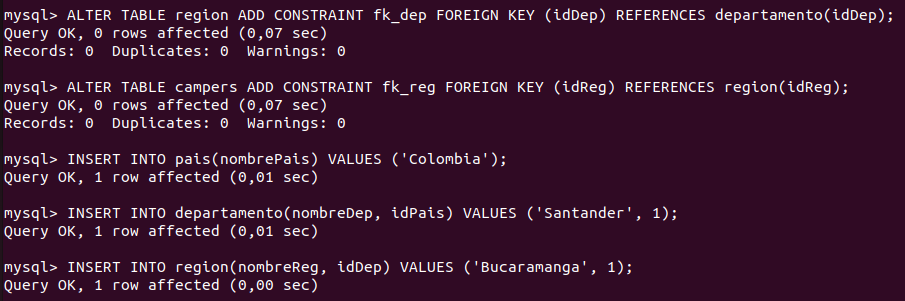 mysql> ALTER TABLE region ADD CONSTRAINT fk_dep FOREIGN KEY (idDep) REFERENCES departamento(idDep);
Query OK, 0 rows affected (0,07 sec)
Records: 0  Duplicates: 0  Warnings: 0
mysql> ALTER TABLE campers ADD CONSTRAINT fk_reg FOREIGN KEY (idReg) REFERENCES region(idReg);
Query OK, 0 rows affected (0,07 sec)
Records: 0  Duplicates: 0  Warnings: 0
mysql> INSERT INTO pais(nombrePais) VALUES ('Colombia');
Query OK, 1 row affected (0,01 sec)
mysql> INSERT INTO departamento(nombreDep, idPais) VALUES ('Santander', 1);
Query OK, 1 row affected (0,01 sec)
mysql> INSERT INTO region(nombreReg, idDep) VALUES ('Bucaramanga', 1);
Query OK, 1 row affected (0,00 sec)